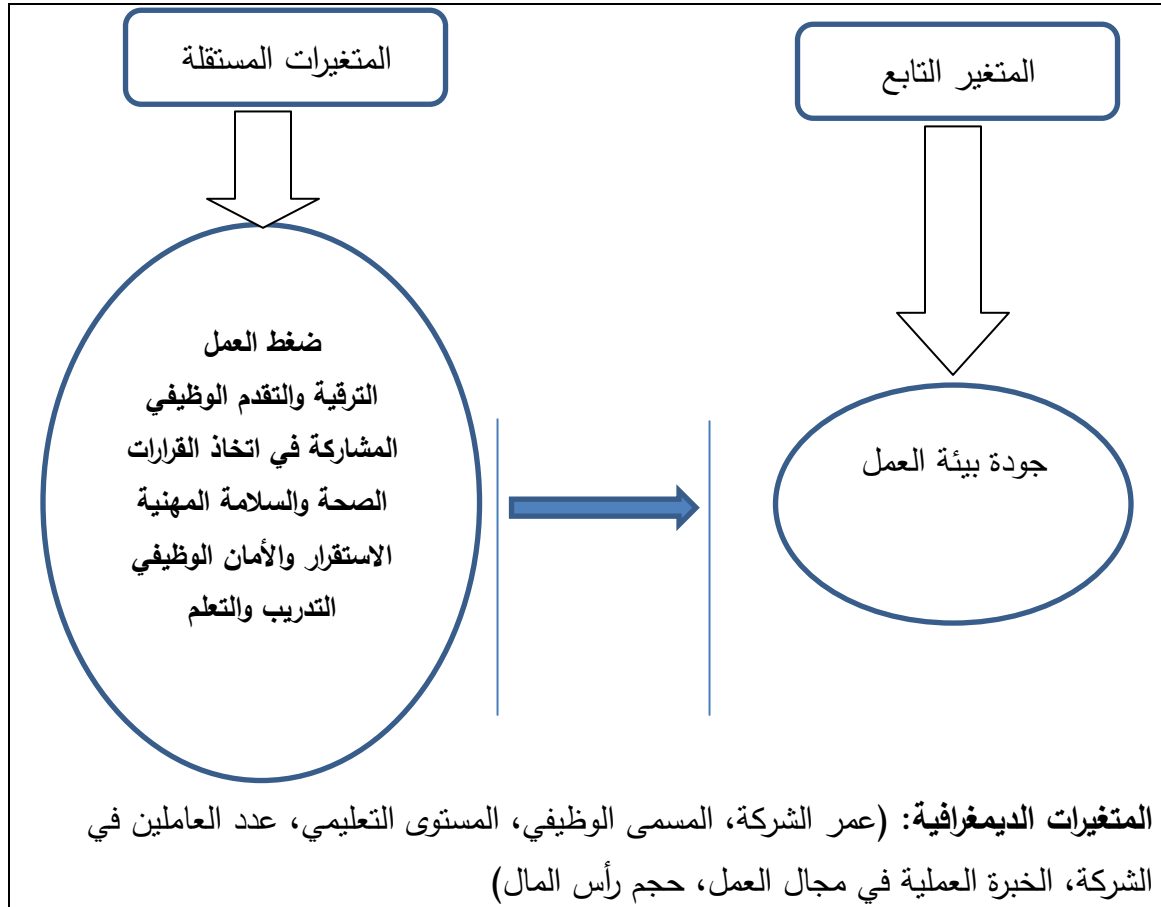 المتغيرات المستقلة
المتغير التابع
ضغط العمل
الترقية والتقدم الوظيفي
المشاركة في اتخاذ القرارات
الصحة والسلامة المهنية
الاستقرار والأمان الوظيفي
التدريب والتعلم
جودة بيئة العمل
المتغيرات الديمغرافية: (عمر الشركة، المسمى الوظيفي، المستوى التعليمي، عدد العاملين في
الشركة، الخبرة العملية في مجال العمل، حجم رأس المال)